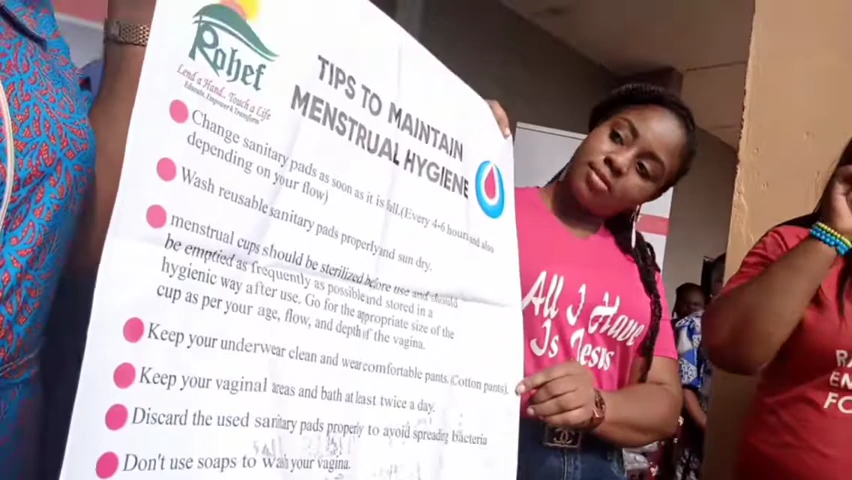 Rohef
Lend a Hand... Touch a Life
Educate, Empower & Transform
TIPS TO MAINTAIN
MENSTRUAL HYGIENE
Change sanitary pads as soon as it is full.(Every 4-6 hours and also
depending on your flow)
Wash reusable sanitary pads properly and sun dry.
menstrual cups should be sterilized before use and should
be emptied as frequently as possible and stored in a
hygienic way after use. Go for the appropriate size of the
cup as per your age, flow, and depth if the vagina.
Keep your underwear clean and wear comfortable pants. (Cotton pants).
Keep your vaginal areas and bath at least twice a day.
Discard the used sanitary pads properly to avoid spreading bacteria
Don't use soaps to wash your vagina.
All I Have
Is Jesus